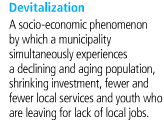 Devitalization
A socio-economic phenomenon
by which a municipality
simultaneously experiences
a declining and aging population,
shrinking investment, fewer and
fewer local services and youth who
are leaving for lack of local jobs.